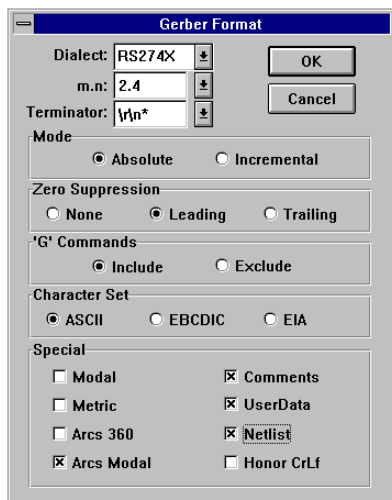 Gerber Format
Dialect: RS274X
OK
m.n: 2.4
Cancel
Terminator: \r\n*
Mode
Absolute Incremental
Zero Suppression
None Leading Trailing
'G' Commands
Include Exclude
Character Set
ASCII EBCDIC EIA
Special
Modal Comments
Metric UserData
Arcs 360 Netlist
Arcs Modal Honor CrLf